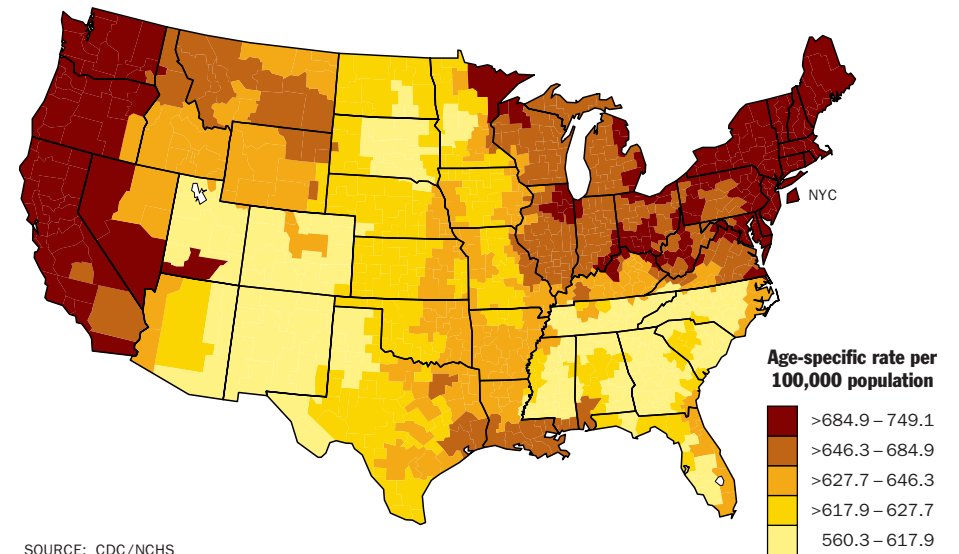 NYC
Age-specific rate per
100,000 population
>684.9–749.1
>646.3–684.9
>627.7–646.3
>617.9–627.7
560.3–617.9
SOURCE: CDC/NCHS